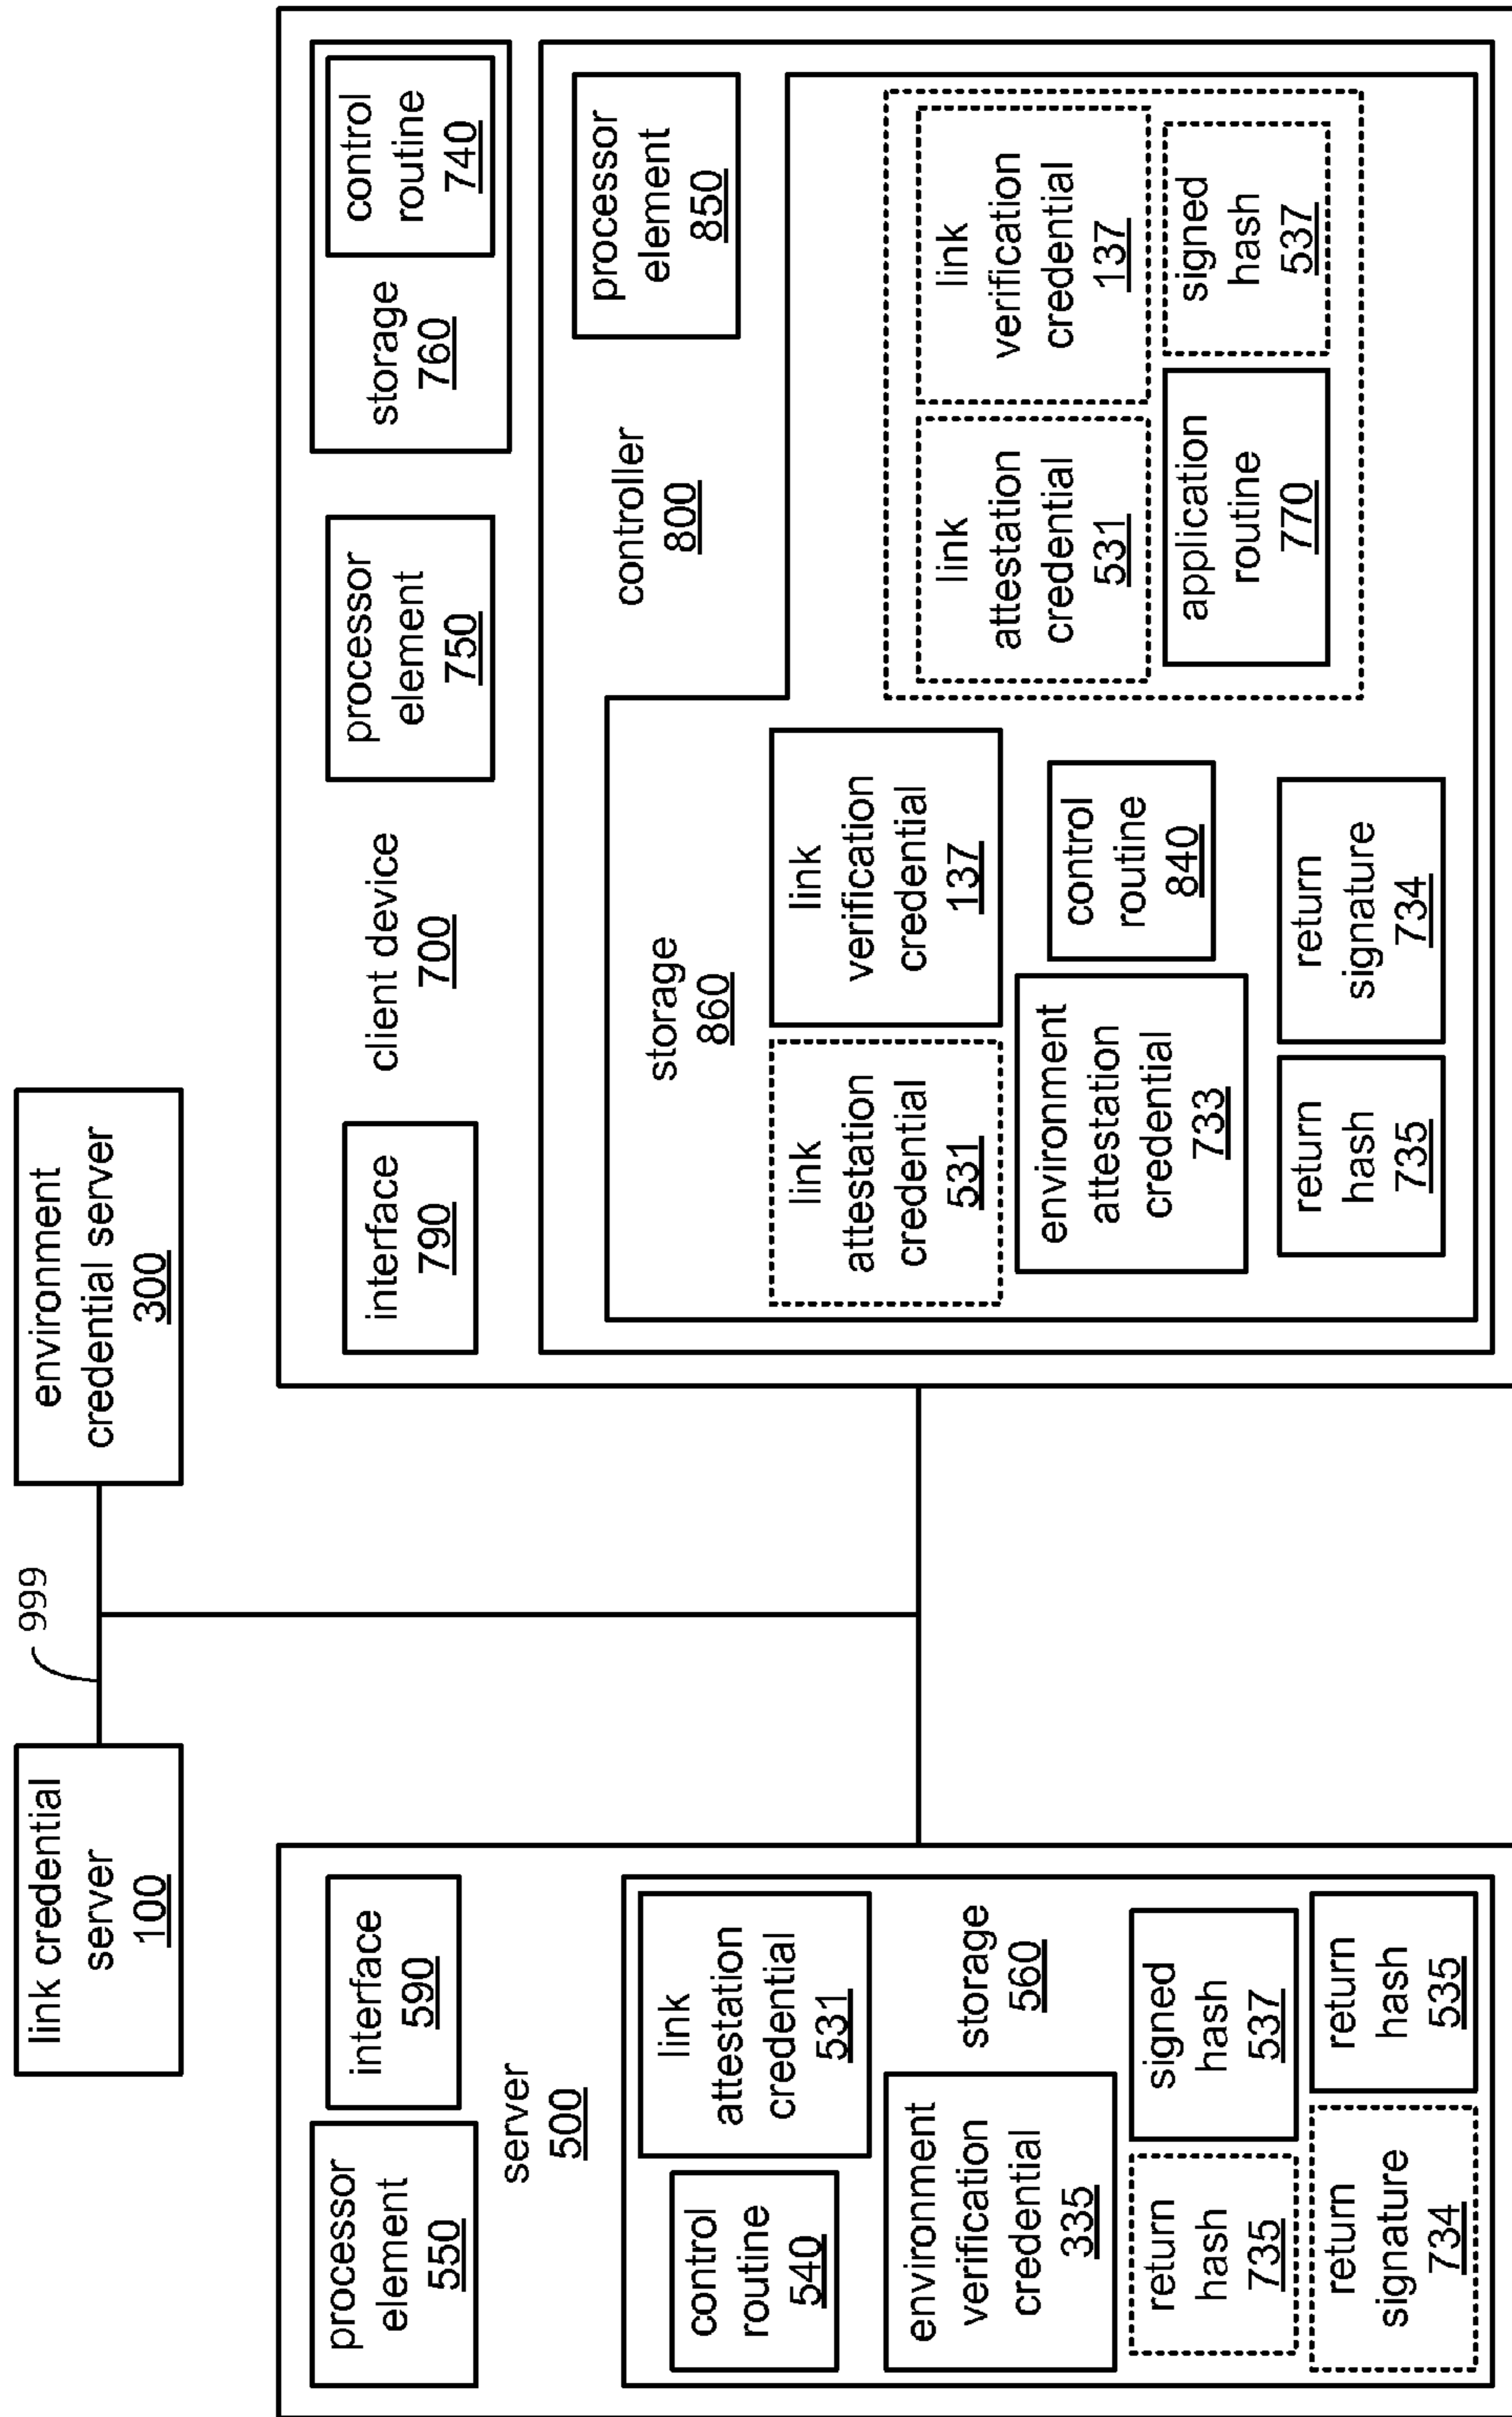 link credential
server
100
999
environment
credential server
300
processor
element
550
interface
590
server
500
control
routine
540
link
attestation
credential
531
environment
verification
credential
335
storage
560
return
hash
735
signed
hash
537
return
signature
734
return
hash
535
interface
790
client device
700
processor
element
750
storage
760
control
routine
740
controller
800
processor
element
850
storage
860
link
attestation
credential
531
link
verification
credential
137
environment
attestation
credential
733
control
routine
840
return
hash
735
return
signature
734
link
attestation
credential
531
link
verification
credential
137
application
routine
770
signed
hash
537